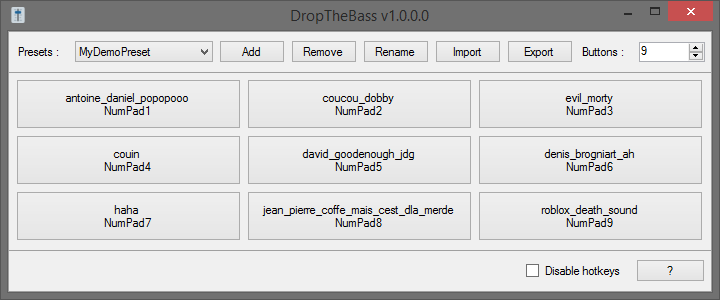 DropTheBass v1.0.0.0
Presets : MyDemoPreset Add Remove Rename Import Export Buttons : 9
antoine_daniel_popopooo
NumPad1
coucou_dobby
NumPad2
evil_morty
NumPad3
couin
NumPad4
david_goodenough_jdg
NumPad5
denis_brogniart_ah
NumPad6
haha
NumPad7
jean_pierre_coffe_mais_cest_dla_merde
NumPad8
roblox_death_sound
NumPad9
Disable hotkeys ?